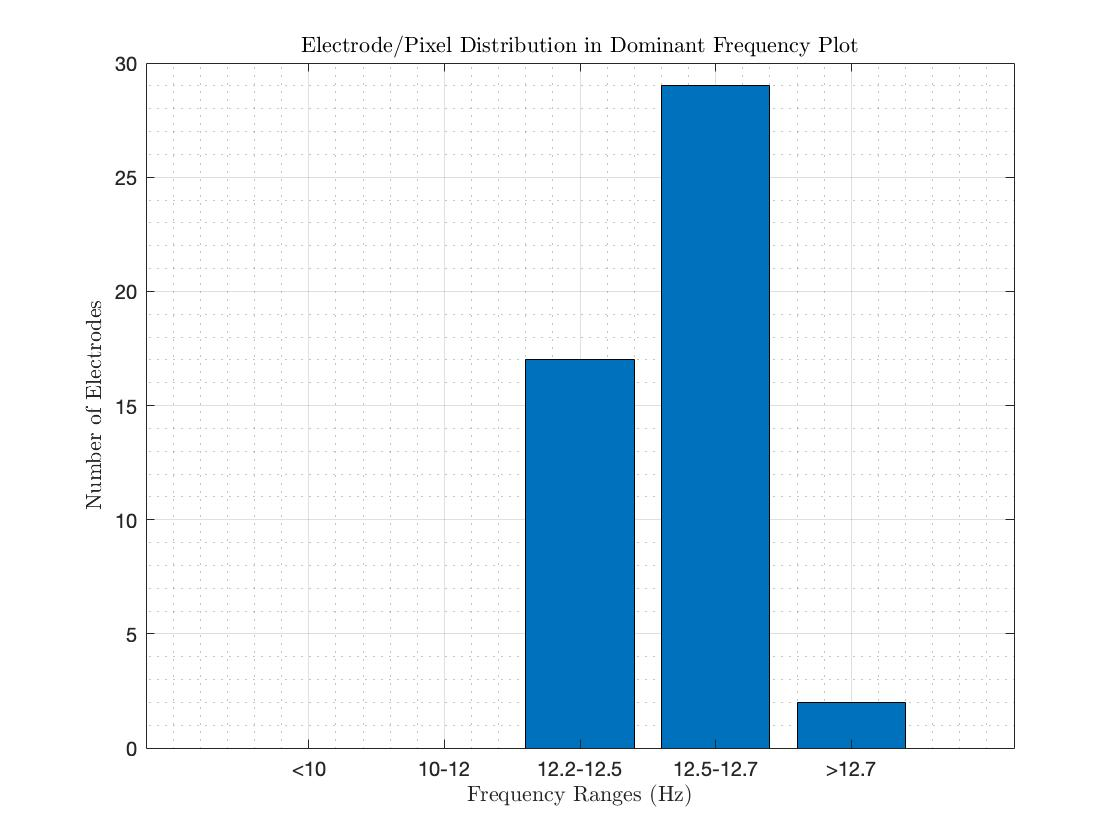 Electrode/Pixel Distribution in Dominant Frequency Plot
30
25
20
15
10
5
0
Number of Electrodes
<10 10-12 12.2-12.5 12.5-12.7 >12.7
Frequency Ranges (Hz)